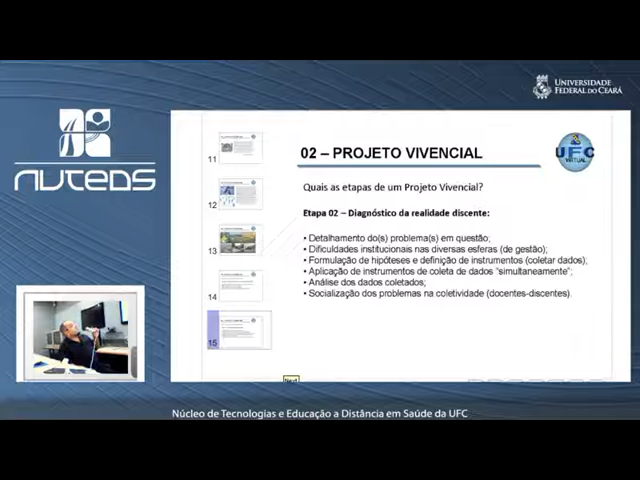 UNIVERSIDADE
FEDERAL DO CEARÁ
NUTEDS
11
12
13
14
15
02 – PROJETO VIVENCIAL
UFC
VIRTUAL
Quais as etapas de um Projeto Vivencial?
Etapa 02 – Diagnóstico da realidade discente:
• Detalhamento do(s) problema(s) em questão;
• Dificuldades institucionais nas diversas esferas (de gestão);
• Formulação de hipóteses e definição de instrumentos (coletar dados);
• Aplicação de instrumentos de coleta de dados "simultaneamente";
• Análise dos dados coletados;
• Socialização dos problemas na coletividade (docentes-discentes).
Next
Núcleo de Tecnologias e Educação a Distância em Saúde da UFC